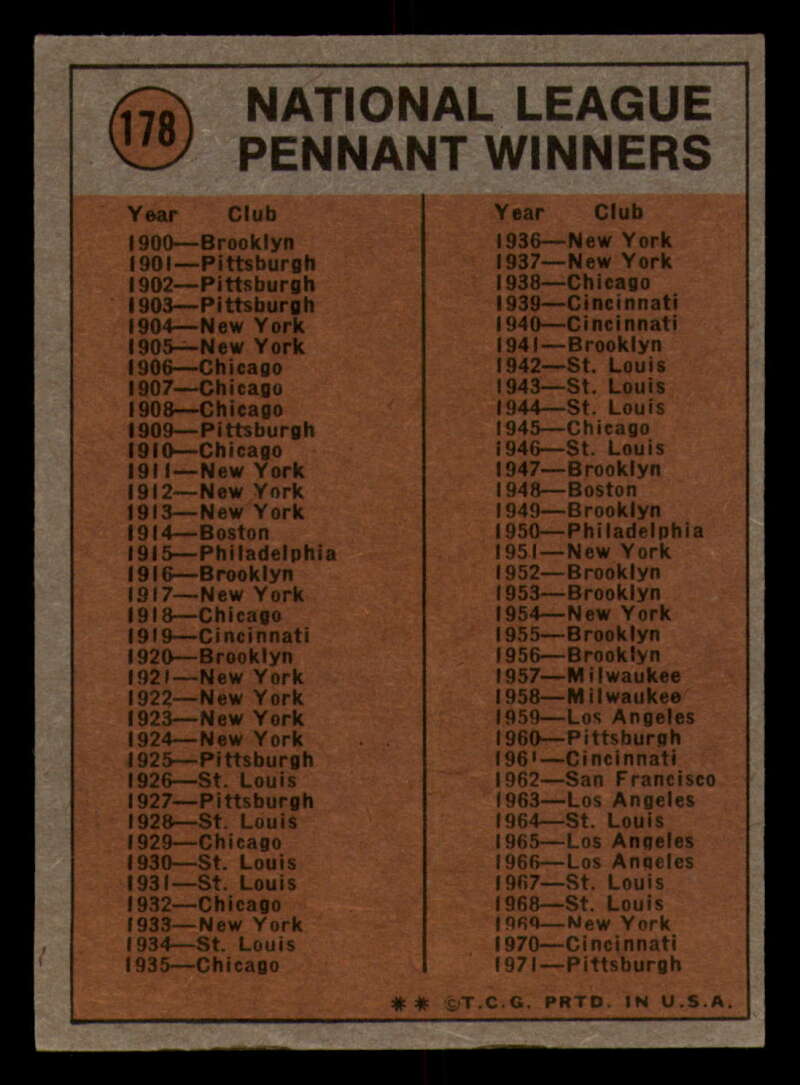 178
NATIONAL LEAGUE
PENNANT WINNERS
Year Club
1900—Brooklyn
1901—Pittsburgh
1902—Pittsburgh
1903—Pittsburgh
1904—New York
1905—New York
1906—Chicago
1907—Chicago
1908—Chicago
1909—Pittsburgh
1910—Chicago
1911—New York
1912—New York
1913—New York
1914—Boston
1915—Philadelphia
1916—Brooklyn
1917—New York
1918—Chicago
1919—Cincinnati
1920—Brooklyn
1921—New York
1922—New York
1923—New York
1924—New York
1925—Pittsburgh
1926—St. Louis
1927—Pittsburgh
1928—St. Louis
1929—Chicago
1930—St. Louis
1931—St. Louis
1932—Chicago
1933—New York
1934—St. Louis
1935—Chicago
Year Club
1936—New York
1937—New York
1938—Chicago
1939—Cincinnati
1940—Cincinnati
1941—Brooklyn
1942—St. Louis
1943—St. Louis
1944—St. Louis
1945—Chicago
1946—St. Louis
1947—Brooklyn
1948—Boston
1949—Brooklyn
1950—Philadelphia
1951—New York
1952—Brooklyn
1953—Brooklyn
1954—New York
1955—Brooklyn
1956—Brooklyn
1957—Milwaukee
1958—Milwaukee
1959—Los Angeles
1960—Pittsburgh
1961—Cincinnati
1962—San Francisco
1963—Los Angeles
1964—St. Louis
1965—Los Angeles
1966—Los Angeles
1967—St. Louis
1968—St. Louis
1969—New York
1970—Cincinnati
1971—Pittsburgh
** ©T.C.G. PRTD. IN U.S.A.